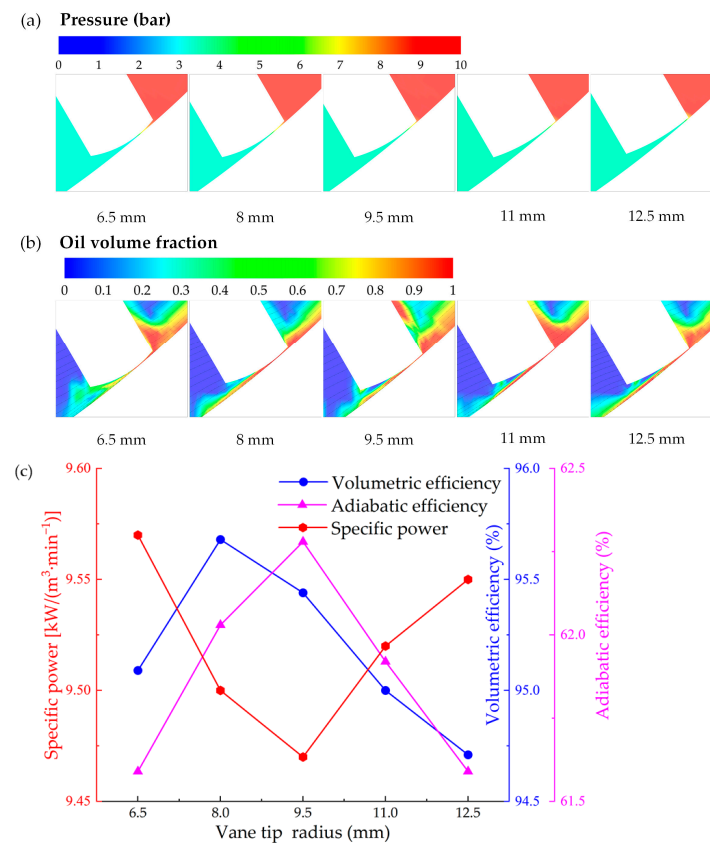 (a) Pressure (bar)
0 1 2 3 4 5 6 7 8 9 10
6.5 mm 8 mm 9.5 mm 11 mm 12.5 mm
(b) Oil volume fraction
0 0.1 0.2 0.3 0.4 0.5 0.6 0.7 0.8 0.9 1
6.5 mm 8 mm 9.5 mm 11 mm 12.5 mm
(c)
Specific power [kW/(m³·min⁻¹)]
9.60
9.55
9.50
9.45
Volumetric efficiency
Adiabatic efficiency
Specific power
96.0
95.5
95.0
94.5
Volumetric efficiency (%)
62.5
62.0
61.5
Adiabatic efficiency (%)
6.5 8.0 9.5 11.0 12.5
Vane tip radius (mm)